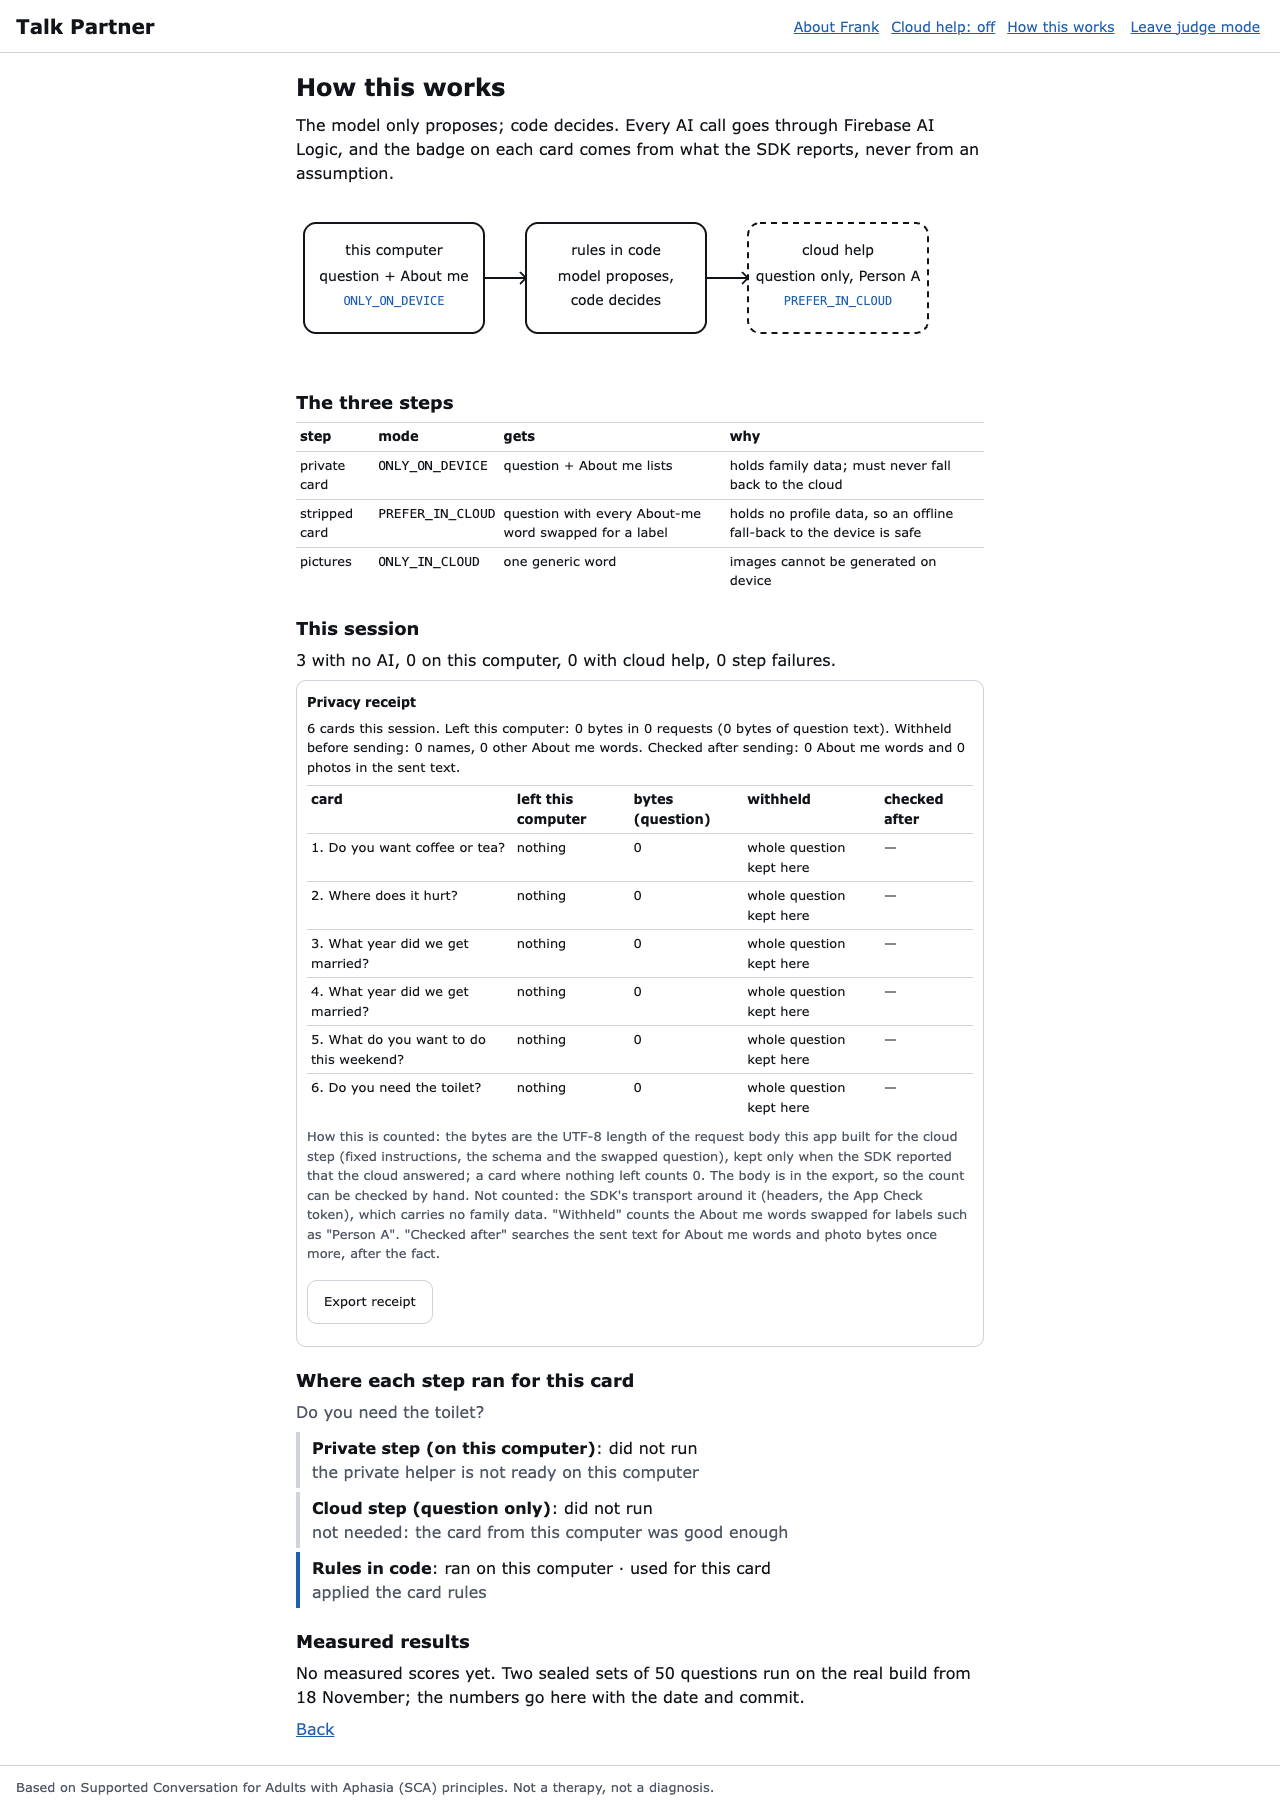 Talk Partner
About Frank Cloud help: off How this works Leave judge mode
How this works
The model only proposes; code decides. Every AI call goes through Firebase AI
Logic, and the badge on each card comes from what the SDK reports, never from an
assumption.
this computer
question + About me
ONLY_ON_DEVICE
rules in code
model proposes,
code decides
cloud help
question only, Person A
PREFER_IN_CLOUD
The three steps
step mode gets why
private card ONLY_ON_DEVICE question + About me lists holds family data; must never fall back to the cloud
stripped card PREFER_IN_CLOUD question with every About-me word swapped for a label holds no profile data, so an offline fall-back to the device is safe
pictures ONLY_IN_CLOUD one generic word images cannot be generated on device
This session
3 with no AI, 0 on this computer, 0 with cloud help, 0 step failures.
Privacy receipt
6 cards this session. Left this computer: 0 bytes in 0 requests (0 bytes of question text). Withheld
before sending: 0 names, 0 other About me words. Checked after sending: 0 About me words and 0
photos in the sent text.
card left this computer bytes (question) withheld checked after
1. Do you want coffee or tea? nothing 0 whole question kept here —
2. Where does it hurt? nothing 0 whole question kept here —
3. What year did we get married? nothing 0 whole question kept here —
4. What year did we get married? nothing 0 whole question kept here —
5. What do you want to do this weekend? nothing 0 whole question kept here —
6. Do you need the toilet? nothing 0 whole question kept here —
How this is counted: the bytes are the UTF-8 length of the request body this app built for the cloud
step (fixed instructions, the schema and the swapped question), kept only when the SDK reported
that the cloud answered; a card where nothing left counts 0. The body is in the export, so the count
can be checked by hand. Not counted: the SDK's transport around it (headers, the App Check
token), which carries no family data. "Withheld" counts the About me words swapped for labels such
as "Person A". "Checked after" searches the sent text for About me words and photo bytes once
more, after the fact.
Export receipt
Where each step ran for this card
Do you need the toilet?
Private step (on this computer): did not run
the private helper is not ready on this computer
Cloud step (question only): did not run
not needed: the card from this computer was good enough
Rules in code: ran on this computer · used for this card
applied the card rules
Measured results
No measured scores yet. Two sealed sets of 50 questions run on the real build from
18 November; the numbers go here with the date and commit.
Back
Based on Supported Conversation for Adults with Aphasia (SCA) principles. Not a therapy, not a diagnosis.